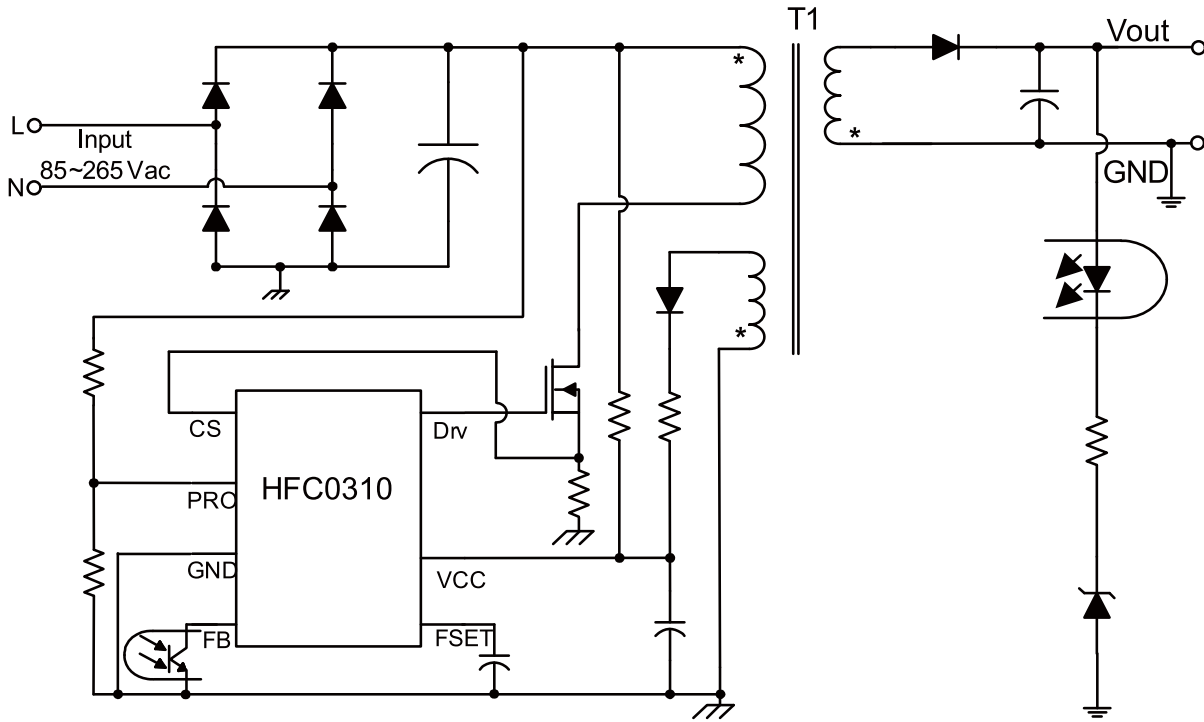 T1
Vout
*
*
L
Input
N
85~265 Vac
GND
*
CS
Drv
HFC0310
PRO
GND
VCC
FB
FSET